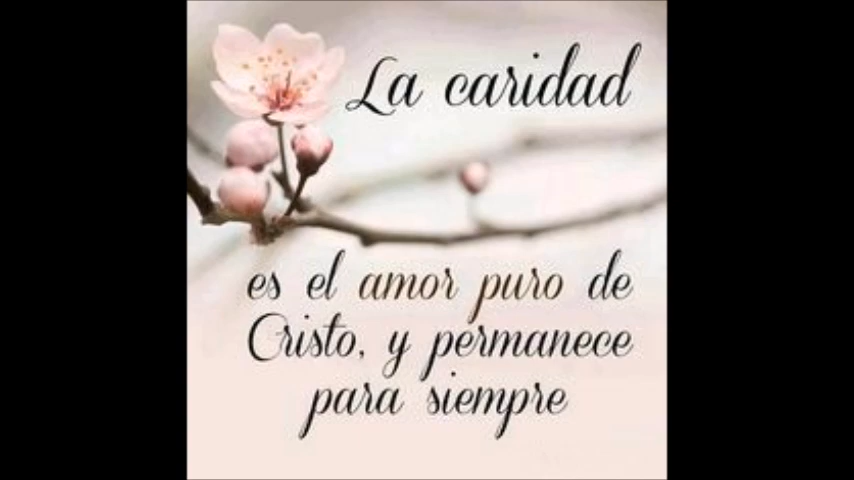 La caridad
es el amor puro de
Cristo, y permanece
para siempre